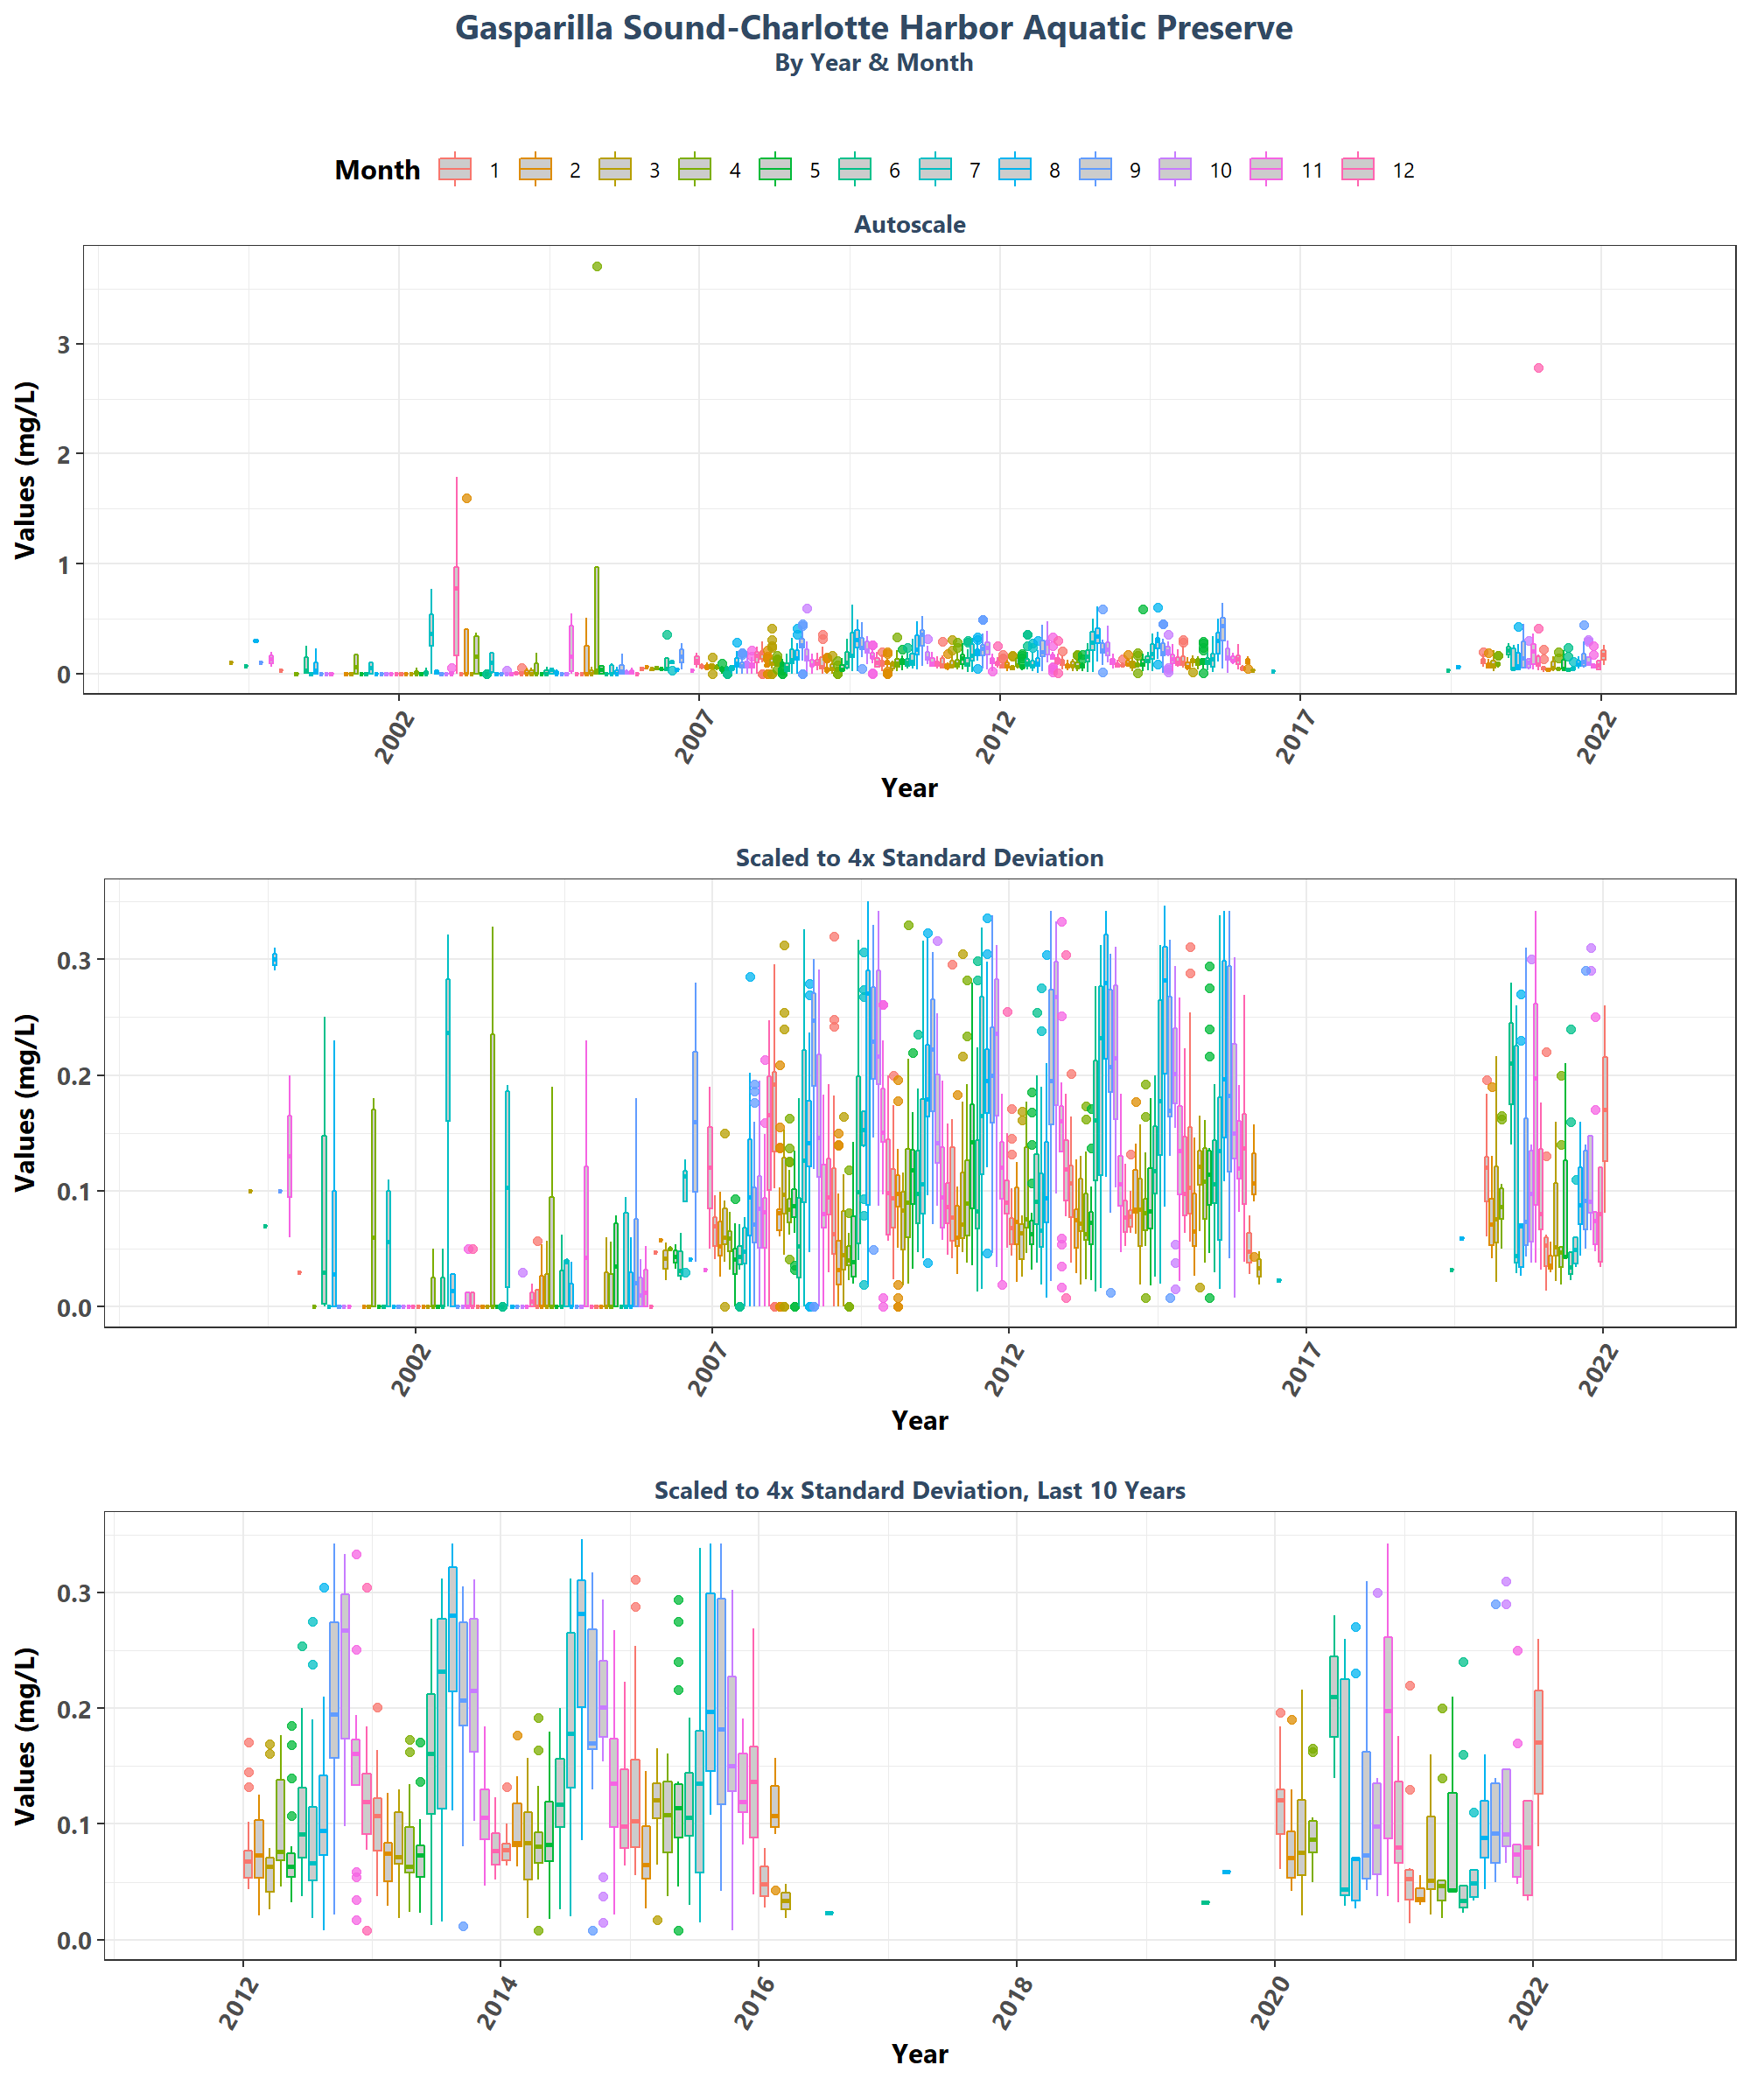 Gasparilla Sound-Charlotte Harbor Aquatic Preserve
By Year & Month
Month 1 2 3 4 5 6 7 8 9 10 11 12
Autoscale
Values (mg/L)
3
2
1
0
2002 2007 2012 2017 2022
Year
Scaled to 4x Standard Deviation
Values (mg/L)
0.3
0.2
0.1
0.0
2002 2007 2012 2017 2022
Year
Scaled to 4x Standard Deviation, Last 10 Years
Values (mg/L)
0.3
0.2
0.1
0.0
2012 2014 2016 2018 2020 2022
Year